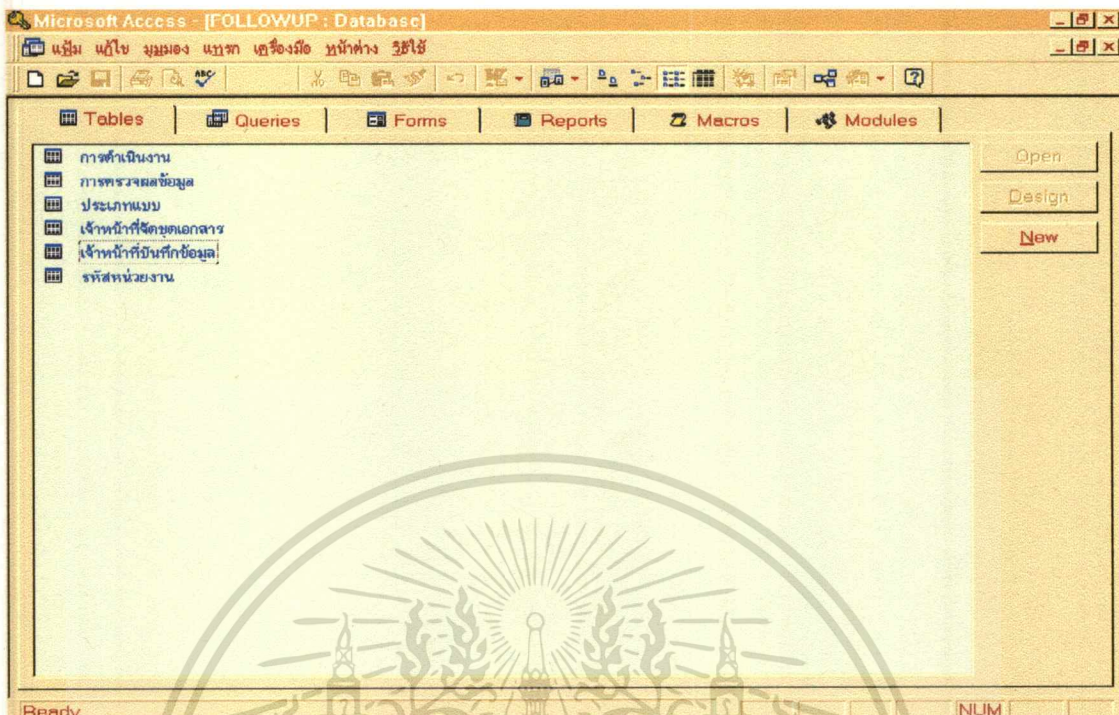 Microsoft Access - [FOLLOWUP : Database]
แฟ้ม แก้ไข มุมมอง แทรก เครื่องมือ หน้าต่าง วิธีใช้
Tables Queries Forms Reports Macros Modules
การดำเนินงาน
การตรวจผลข้อมูล
ประเภทแบบ
เจ้าหน้าที่จัดชุดเอกสาร
เจ้าหน้าที่บันทึกข้อมูล
รหัสหน่วยงาน
Open
Design
New
Ready
NUM